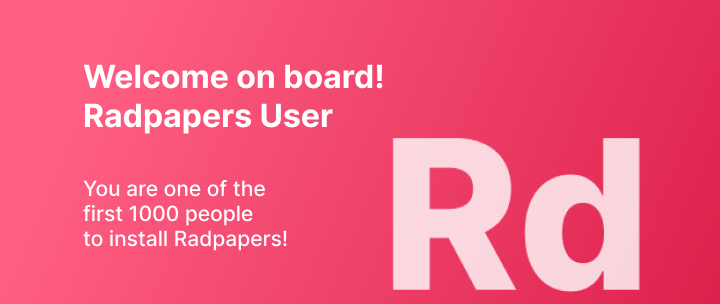 Welcome on board!
Radpapers User
You are one of the
first 1000 people
to install Radpapers!
Rd